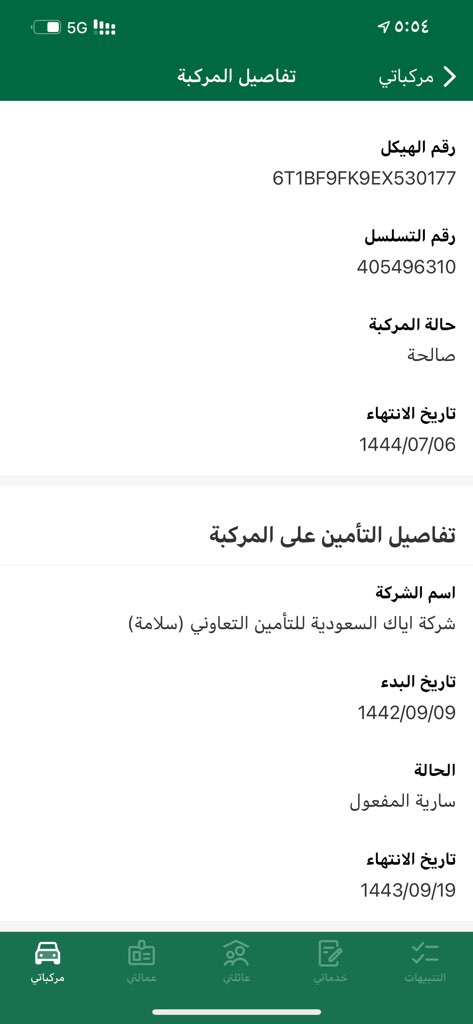 ٥:٥٤
5G
مركباتي
تفاصيل المركبة
رقم الهيكل
6T1BF9FK9EX530177
رقم التسلسل
405496310
حالة المركبة
صالحة
تاريخ الانتهاء
1444/07/06
تفاصيل التأمين على المركبة
اسم الشركة
شركة اياك السعودية للتأمين التعاوني (سلامة)
تاريخ البدء
1442/09/09
الحالة
سارية المفعول
تاريخ الانتهاء
1443/09/19
التنبيهات
خدماتي
عائلتي
عمالتي
مركباتي